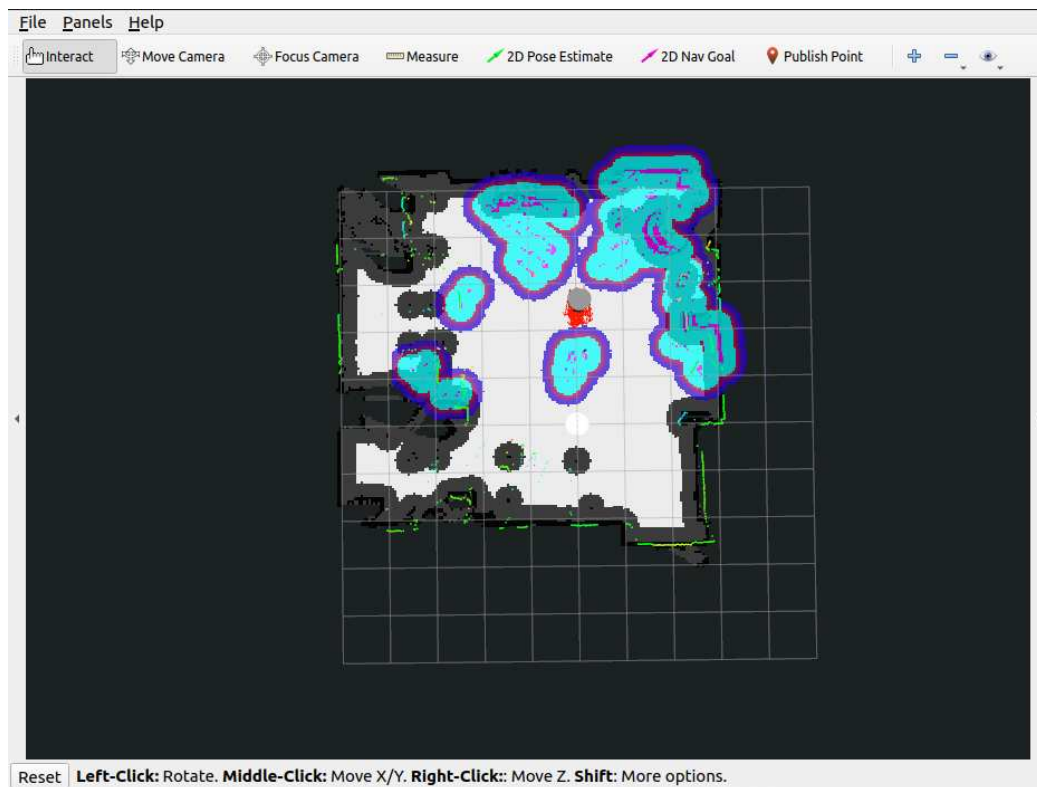 File Panels Help
Interact Move Camera Focus Camera Measure 2D Pose Estimate 2D Nav Goal Publish Point
Reset Left-Click: Rotate. Middle-Click: Move X/Y. Right-Click:: Move Z. Shift: More options.